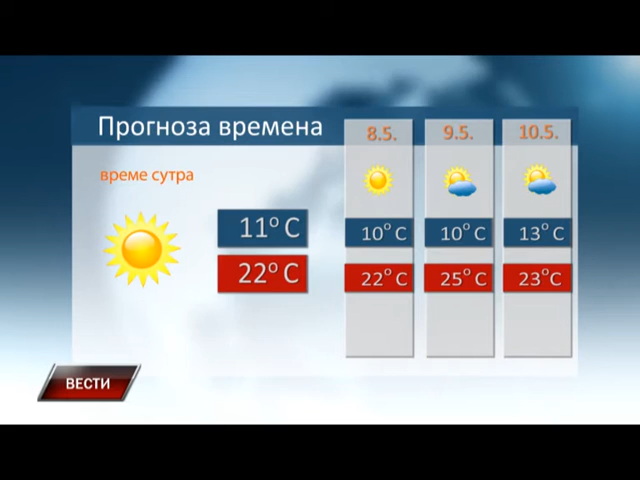 Прогноза времена
време сутра
11° C
22° C
8.5.
9.5.
10.5.
10° C
10° C
13° C
22° C
25° C
23° C
ВЕСТИ